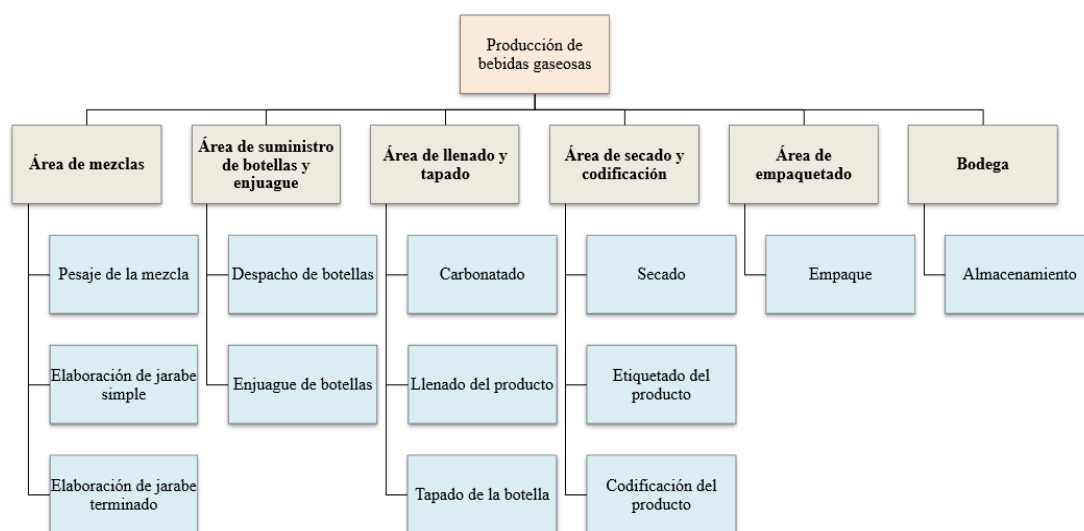 Producción de
bebidas gaseosas
Área de mezclas
Área de suministro
de botellas y
enjuague
Área de llenado y
tapado
Área de secado y
codificación
Área de
empaquetado
Bodega
Pesaje de la mezcla
Despacho de botellas
Carbonatado
Secado
Empaque
Almacenamiento
Elaboración de jarabe
simple
Enjuague de botellas
Llenado del producto
Etiquetado del
producto
Elaboración de jarabe
terminado
Tapado de la botella
Codificación del
producto